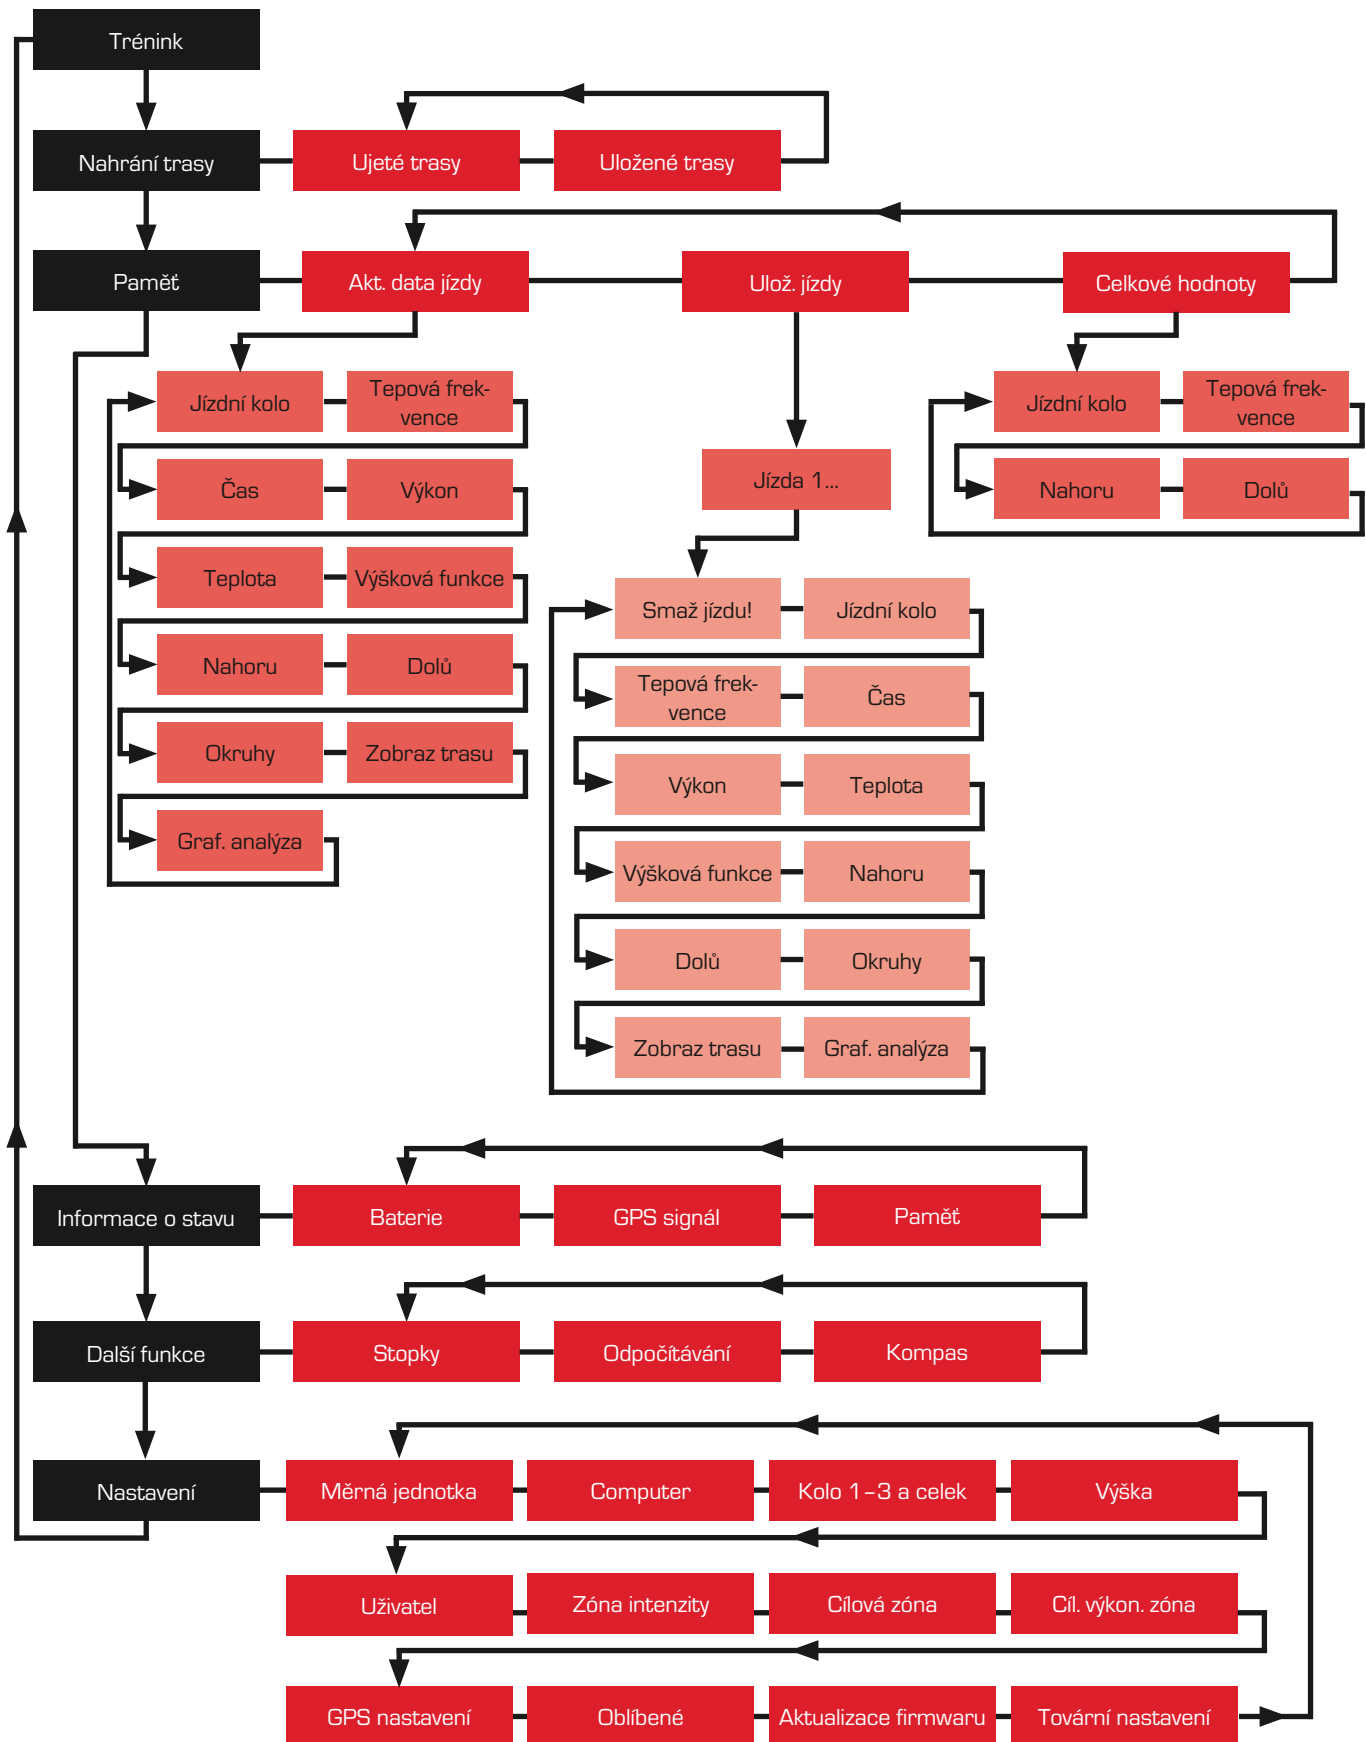 Trénink
Nahrání trasy
Ujeté trasy
Uložené trasy
Paměť
Akt. data jízdy
Ulož. jízdy
Celkové hodnoty
Jízdní kolo
Tepová frek-
vence
Čas
Výkon
Teplota
Výšková funkce
Nahoru
Dolů
Okruhy
Zobraz trasu
Graf. analýza
Jízda 1...
Smaž jízdu!
Jízdní kolo
Tepová frek-
vence
Čas
Výkon
Teplota
Výšková funkce
Nahoru
Dolů
Okruhy
Zobraz trasu
Graf. analýza
Jízdní kolo
Tepová frek-
vence
Nahoru
Dolů
Informace o stavu
Baterie
GPS signál
Paměť
Další funkce
Stopky
Odpočítávání
Kompas
Nastavení
Měrná jednotka
Computer
Kolo 1–3 a celek
Výška
Uživatel
Zóna intenzity
Cílová zóna
Cíl. výkon. zóna
GPS nastavení
Oblíbené
Aktualizace firmwaru
Tovární nastavení